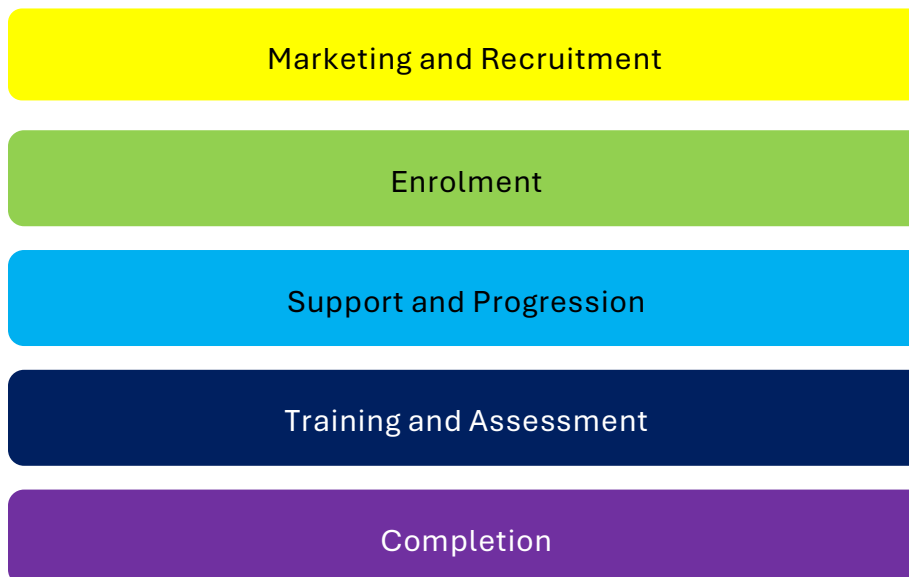 Marketing and Recruitment
Enrolment
Support and Progression
Training and Assessment
Completion